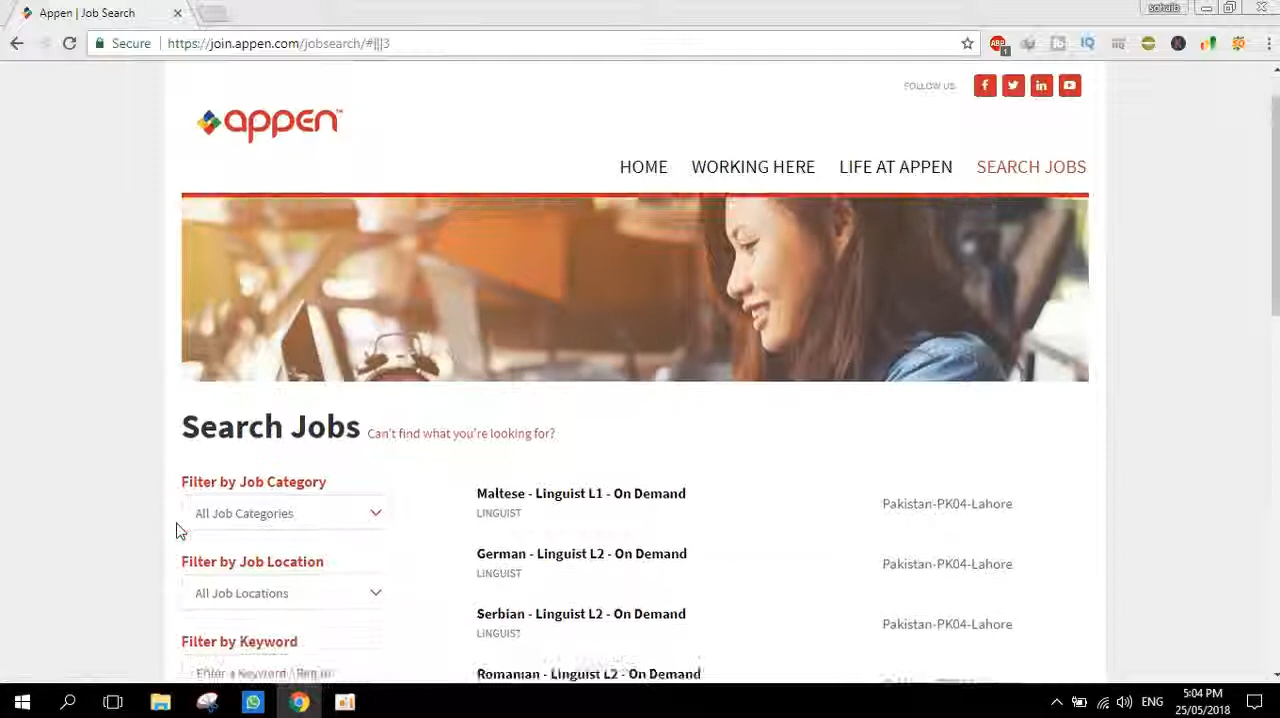 Appen | Job Search
sohaib
Secure
https://join.appen.com/jobsearch/#|||3
FOLLOW US:
appen
HOME
WORKING HERE
LIFE AT APPEN
SEARCH JOBS
Search Jobs
Can't find what you're looking for?
Filter by Job Category
All Job Categories
Filter by Job Location
All Job Locations
Filter by Keyword
Maltese - Linguist L1 - On Demand
LINGUIST
Pakistan-PK04-Lahore
German - Linguist L2 - On Demand
LINGUIST
Pakistan-PK04-Lahore
Serbian - Linguist L2 - On Demand
LINGUIST
Pakistan-PK04-Lahore
Romanian - Linguist L2 - On Demand
ENG
5:04 PM
25/05/2018